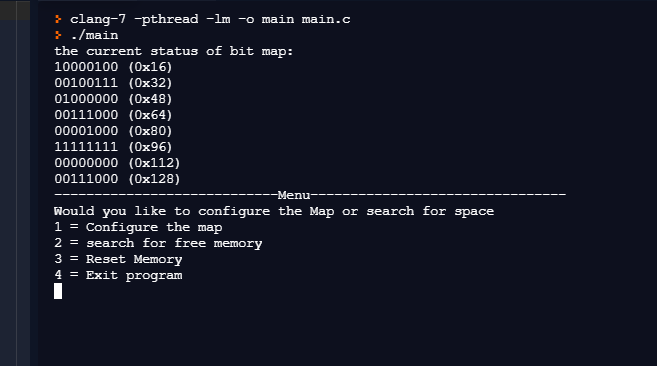 > clang-7 -pthread -lm -o main main.c
> ./main
the current status of bit map:
10000100 (0x16)
00100111 (0x32)
01000000 (0x48)
00111000 (0x64)
00001000 (0x80)
11111111 (0x96)
00000000 (0x112)
00111000 (0x128)
----------------------------Menu--------------------------------
Would you like to configure the Map or search for space
1 = Configure the map
2 = search for free memory
3 = Reset Memory
4 = Exit program